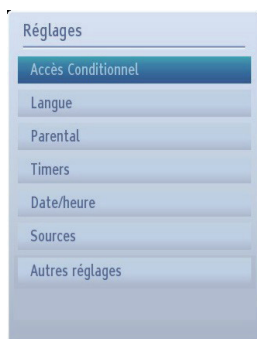 Réglages
Accès Conditionnel
Langue
Parental
Timers
Date/heure
Sources
Autres réglages